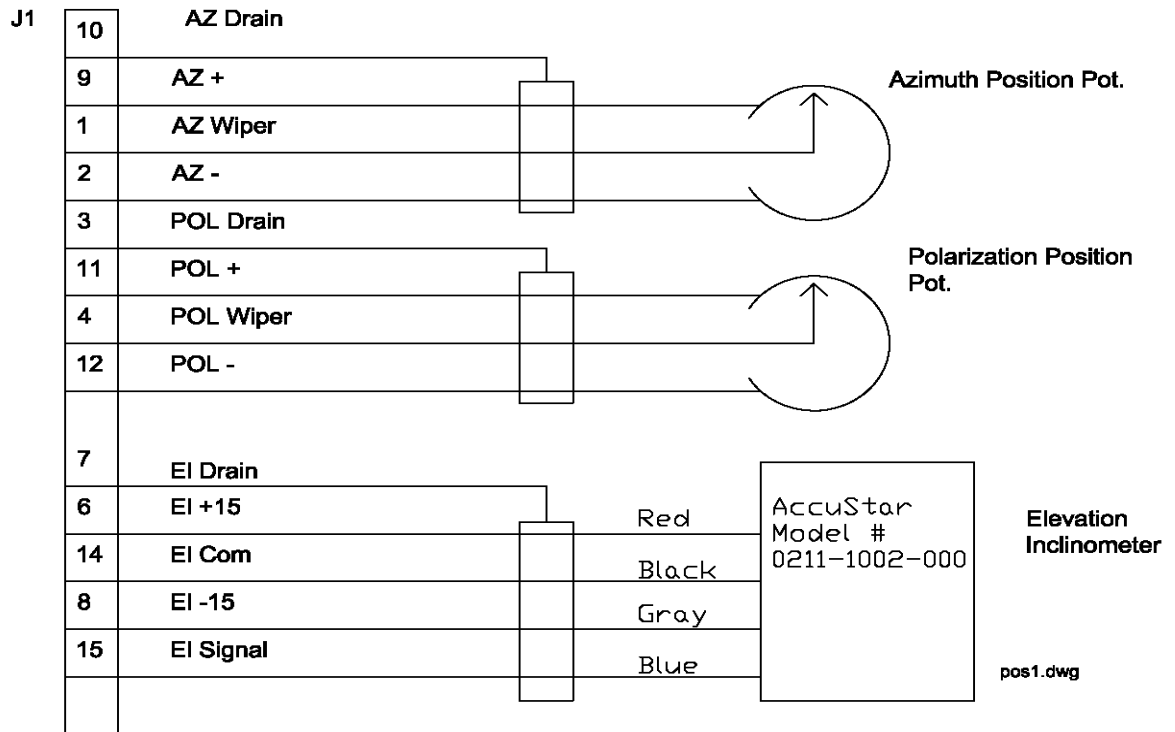 J1
10 AZ Drain
9 AZ +
Azimuth Position Pot.
1 AZ Wiper
2 AZ -
3 POL Drain
11 POL +
Polarization Position
Pot.
4 POL Wiper
12 POL -
7 El Drain
6 El +15
Red
AccuStar
Model #
0211-1002-000
Elevation
Inclinometer
14 El Com
Black
8 El -15
Gray
15 El Signal
Blue
pos1.dwg